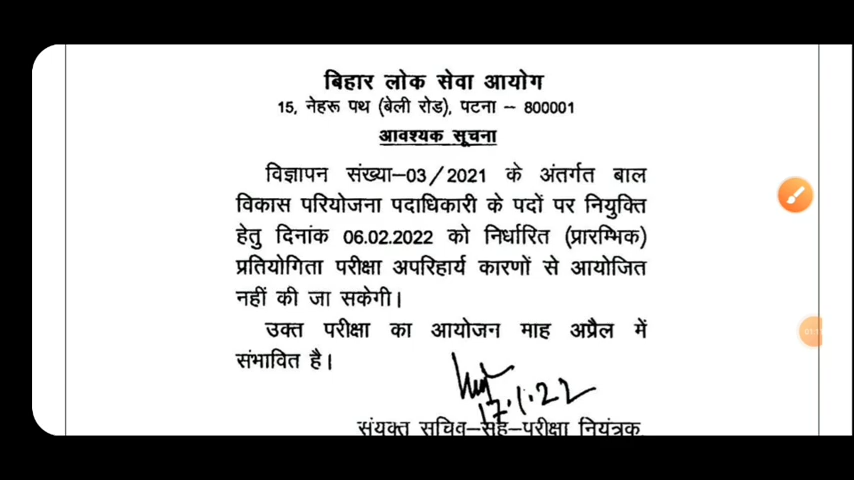 बिहार लोक सेवा आयोग
15, नेहरू पथ (बेली रोड), पटना – 800001
आवश्यक सूचना
विज्ञापन संख्या–03/2021 के अंतर्गत बाल
विकास परियोजना पदाधिकारी के पदों पर नियुक्ति
हेतु दिनांक 06.02.2022 को निर्धारित (प्रारम्भिक)
प्रतियोगिता परीक्षा अपरिहार्य कारणों से आयोजित
नहीं की जा सकेगी।
उक्त परीक्षा का आयोजन माह अप्रैल में
संभावित है।
17.1.22
संयुक्त सचिव–सह–परीक्षा नियंत्रक